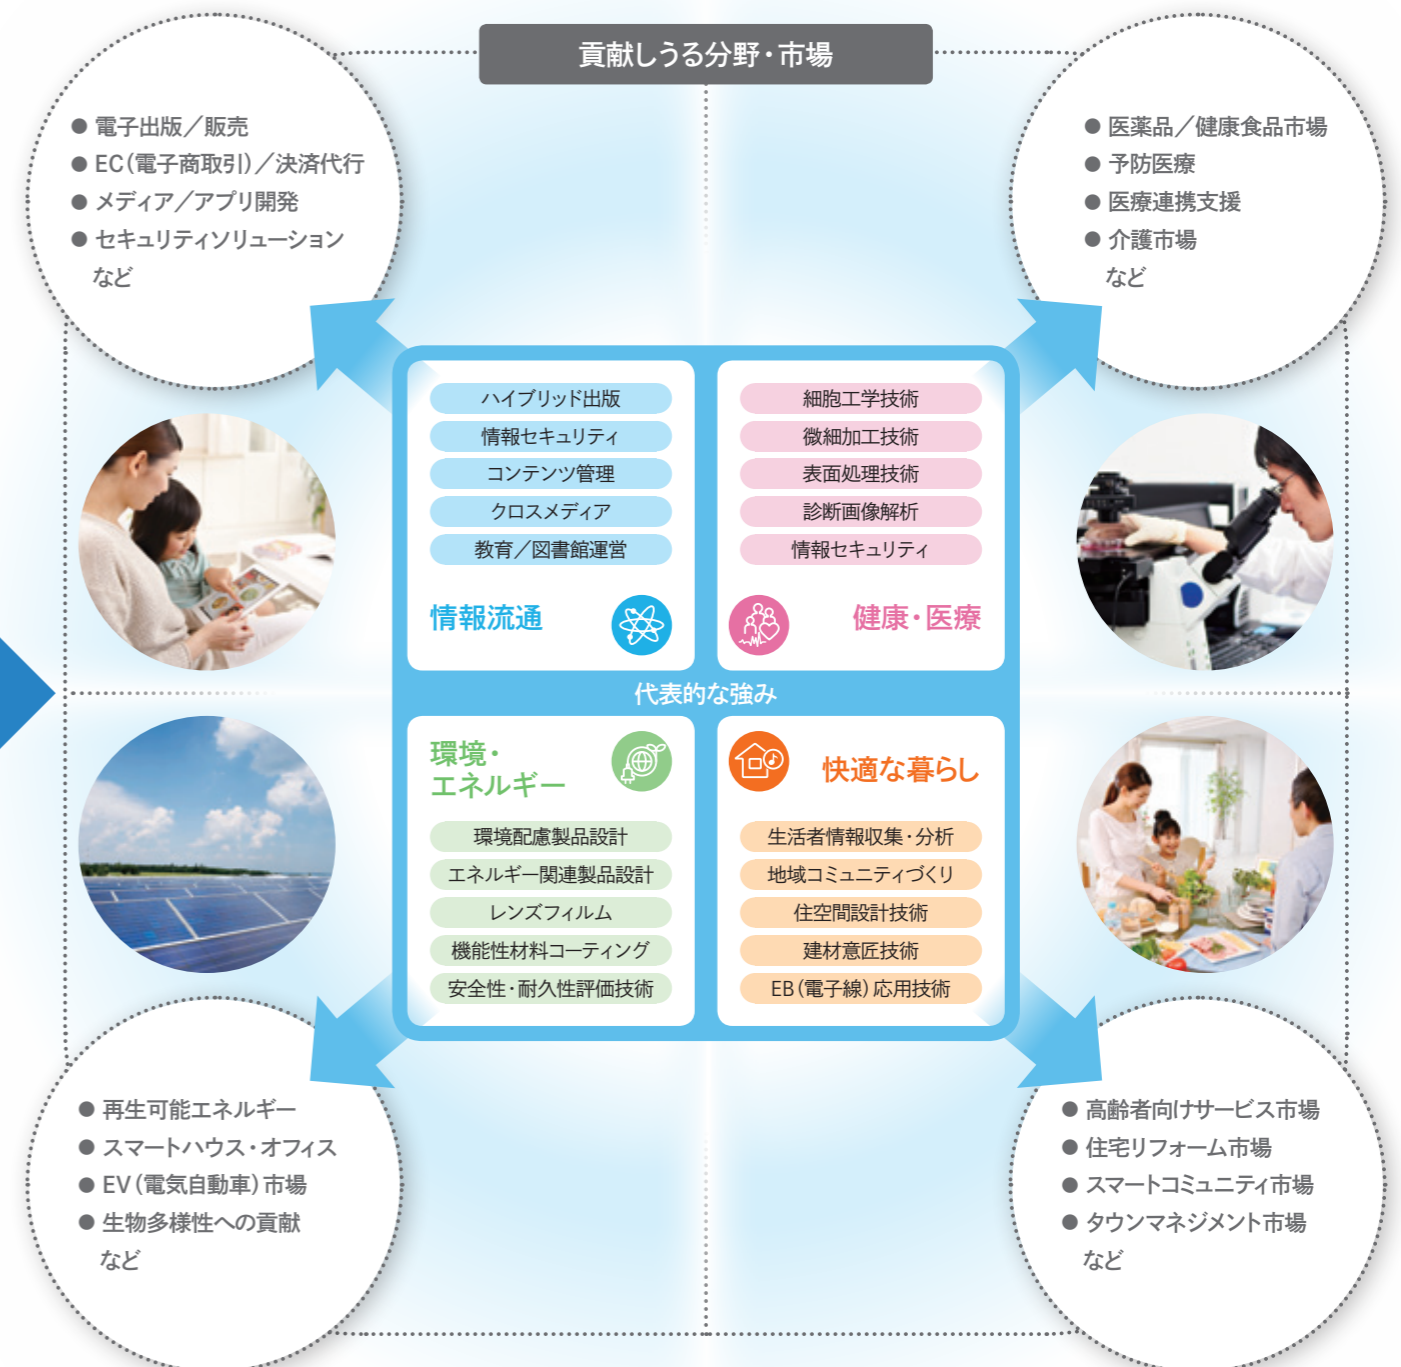 貢献しうる分野・市場
● 電子出版／販売
● EC（電子商取引）／決済代行
● メディア／アプリ開発
● セキュリティソリューション
など
● 医薬品／健康食品市場
● 予防医療
● 医療連携支援
● 介護市場
など
ハイブリッド出版
情報セキュリティ
コンテンツ管理
クロスメディア
教育／図書館運営
情報流通
細胞工学技術
微細加工技術
表面処理技術
診断画像解析
情報セキュリティ
健康・医療
代表的な強み
環境・
エネルギー
環境配慮製品設計
エネルギー関連製品設計
レンズフィルム
機能性材料コーティング
安全性・耐久性評価技術
快適な暮らし
生活者情報収集・分析
地域コミュニティづくり
住空間設計技術
建材意匠技術
EB（電子線）応用技術
● 再生可能エネルギー
● スマートハウス・オフィス
● EV（電気自動車）市場
● 生物多様性への貢献
など
● 高齢者向けサービス市場
● 住宅リフォーム市場
● スマートコミュニティ市場
● タウンマネジメント市場
など